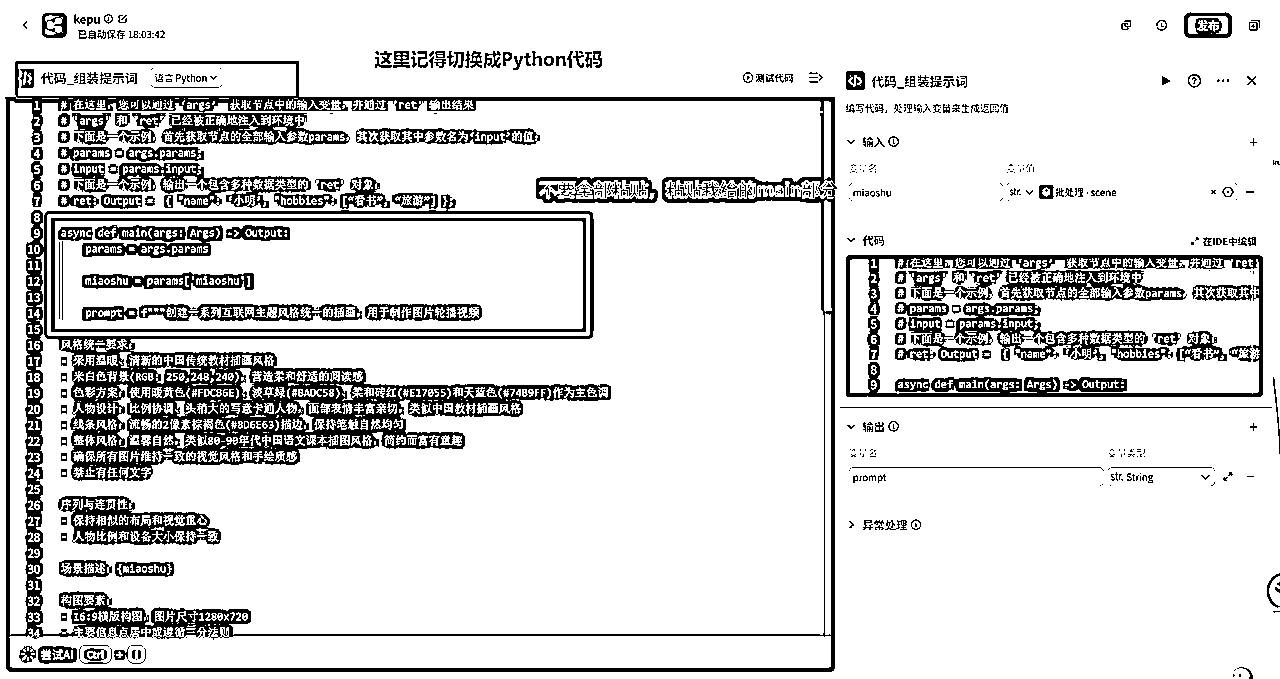 kepu
已自动保存 18:03:42
发布
这里记得切换成Python代码
代码_组装提示词
语言 Python
测试代码
1 # 在这里，您可以通过 'args' 获取节点中的输入变量，并通过 'ret' 输出结果
2 # 'args' 和 'ret' 已经被正确地注入到环境中
3 # 下面是一个示例，首先获取节点的全部输入参数params，其次获取其中参数名为'input'的值：
4 # params = args.params;
5 # input = params.input;
6 # 下面是一个示例，输出一个包含多种数据类型的 'ret' 对象：
7 # ret: Output = { "name": '小明', "hobbies": ["看书", "旅游"] };
不要全部粘贴，粘贴我给的main部分
8
9 async def main(args: Args) -> Output:
10 params = args.params
11
12 miaoshu = params['miaoshu']
13
14 prompt = f"""创建一系列互联网主题风格统一的插画，用于制作图片轮播视频
15
16 风格统一要求：
17 - 采用温暖、清新的中国传统教材插画风格
18 - 米白色背景(RGB: 250,248,240)，营造柔和舒适的阅读感
19 - 色彩方案：使用暖黄色(#FDC86E)、淡草绿(#BADC58)、柔和砖红(#E17055)和天蓝色(#74B9FF)作为主色调
20 - 人物设计：比例协调、头稍大的写意卡通人物，面部表情丰富亲切，类似中国教材插画风格
21 - 线条风格：流畅的2像素棕褐色(#8D6E63)描边，保持笔触自然均匀
22 - 整体风格：温馨自然，类似80-90年代中国语文课本插图风格，简约而富有童趣
23 - 确保所有图片维持一致的视觉风格和手绘质感
24 - 禁止有任何文字
25
26 序列与连贯性：
27 - 保持相似的布局和视觉重心
28 - 人物比例和设备大小保持一致
29
30 场景描述：{miaoshu}
31
32 构图要素：
33 - 16:9横版构图，图片尺寸1280x720
34 - 主要信息点居中或遵循三分法则
尝试AI Ctrl + I
代码_组装提示词
编写代码，处理输入变量来生成返回值
输入
变量名 变量值
miaoshu str. 批处理 - scene
代码 在IDE中编辑
1 # 在这里，您可以通过 'args' 获取节点中的输入变量，并通过 'ret'
2 # 'args' 和 'ret' 已经被正确地注入到环境中
3 # 下面是一个示例，首先获取节点的全部输入参数params，其次获取其中
4 # params = args.params;
5 # input = params.input;
6 # 下面是一个示例，输出一个包含多种数据类型的 'ret' 对象：
7 # ret: Output = { "name": '小明', "hobbies": ["看书", "旅游
8
9 async def main(args: Args) -> Output:
输出
变量名 变量类型
prompt str. String
异常处理